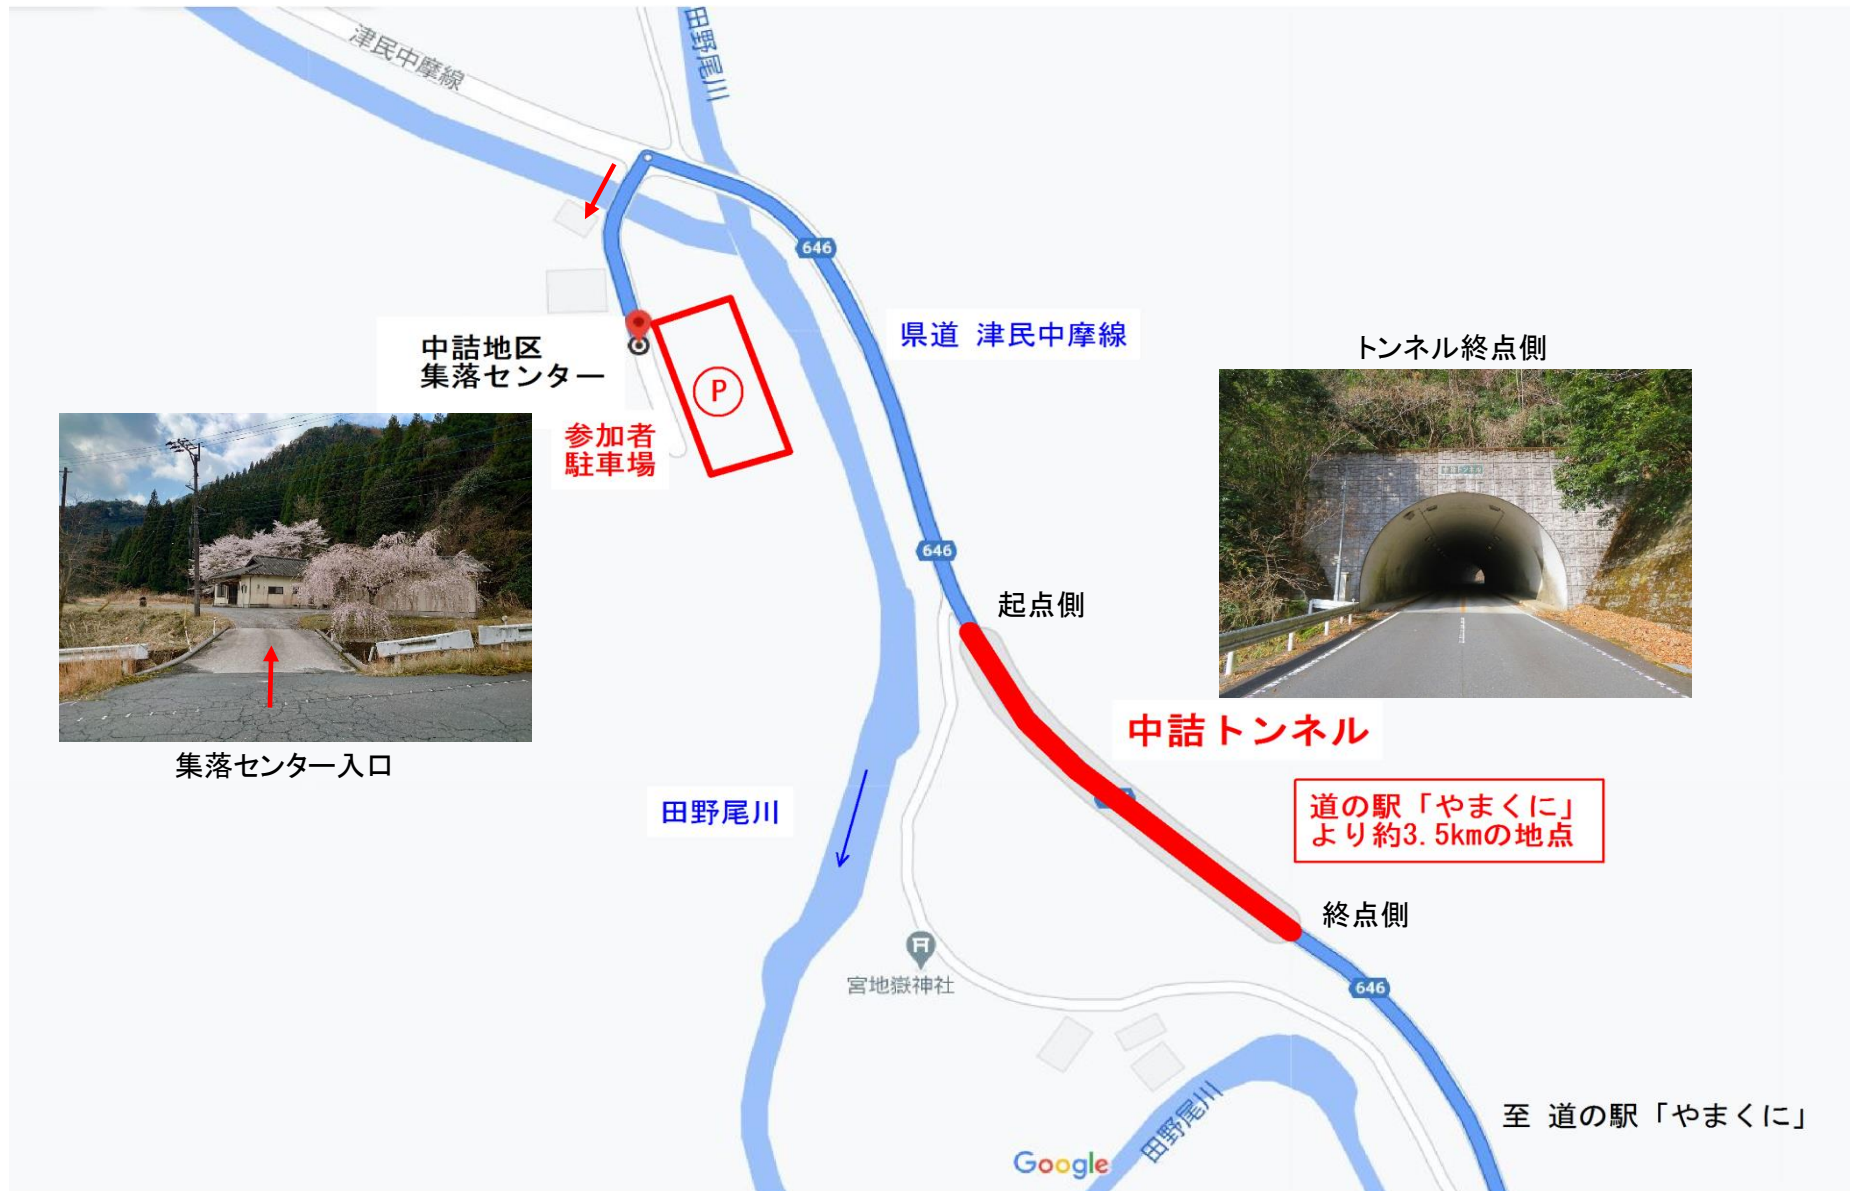 津民中摩線
田野尾川
646
県道 津民中摩線
中詰地区
集落センター
P
参加者
駐車場
トンネル終点側
集落センター入口
646
起点側
中詰トンネル
田野尾川
道の駅「やまくに」
より約3.5kmの地点
終点側
宮地嶽神社
646
田野尾川
至 道の駅「やまくに」
Google